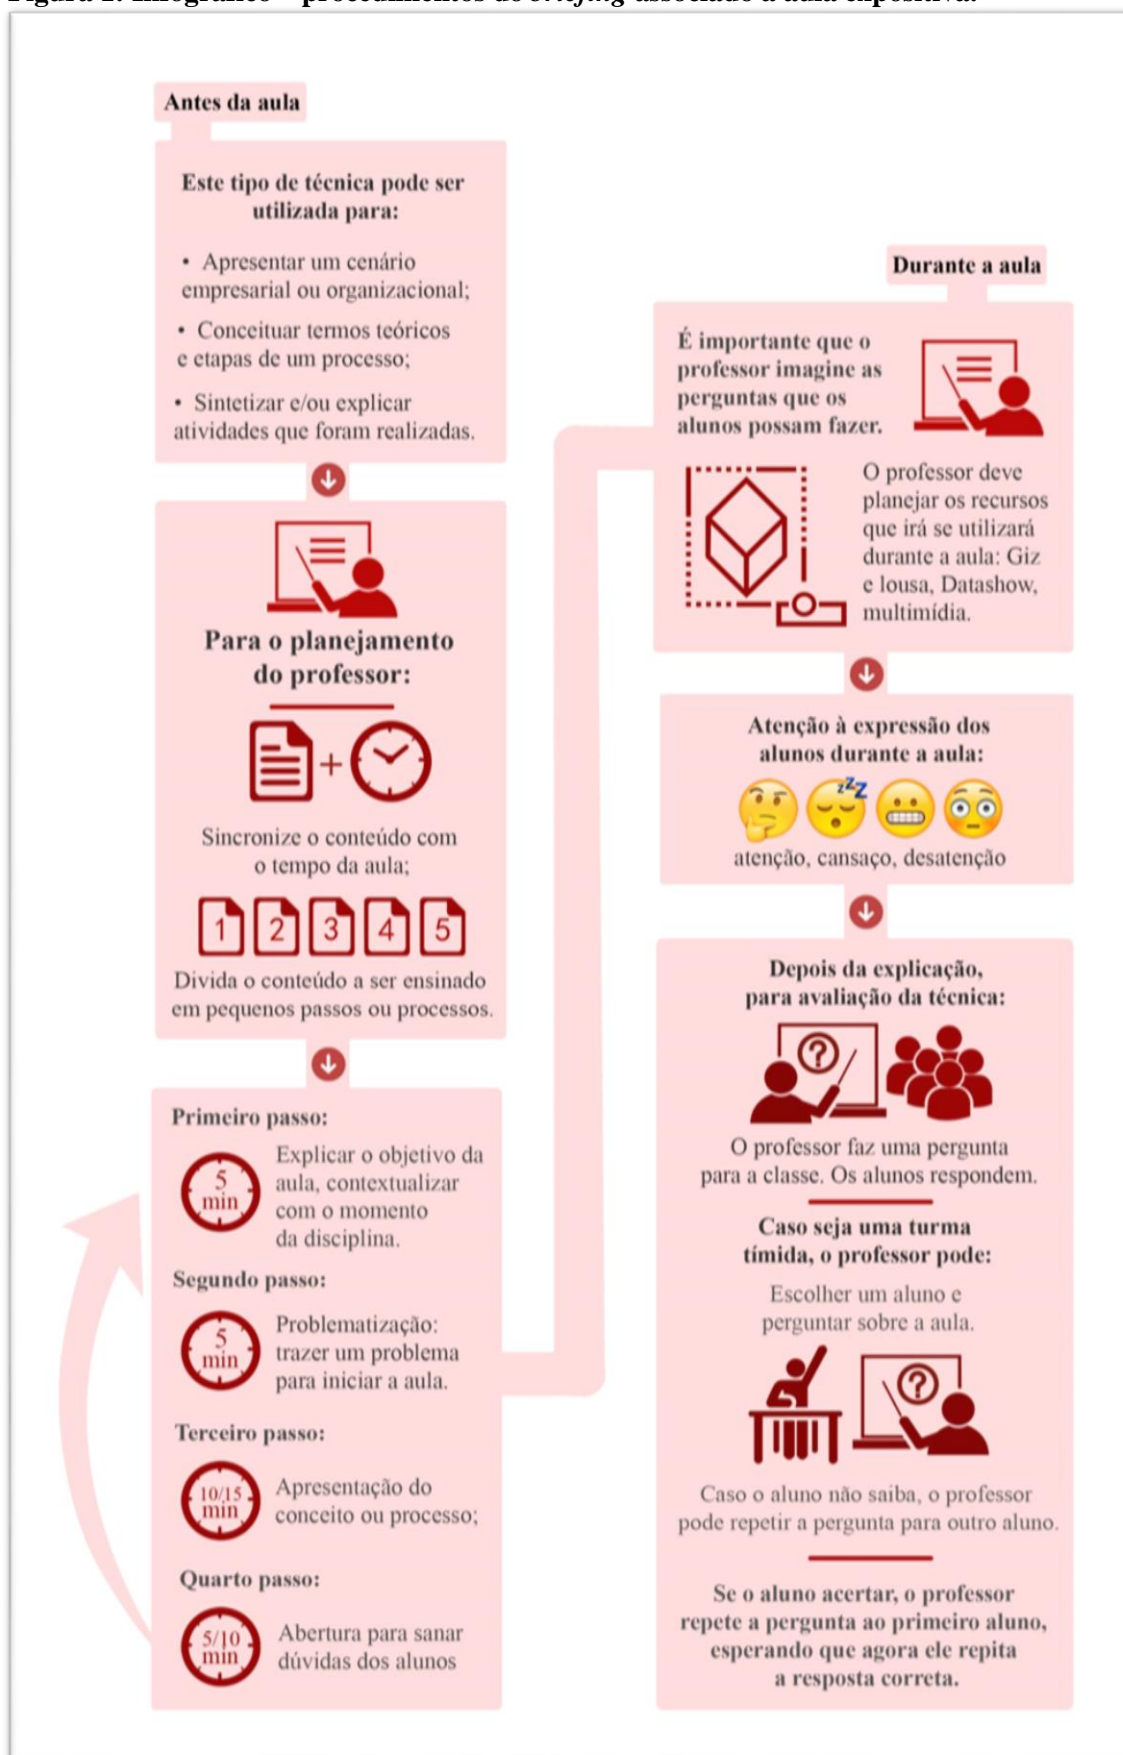 Figura 1: Infográfico – procedimentos do briefing associado à aula expositiva.
Antes da aula
Este tipo de técnica pode ser
utilizada para:
• Apresentar um cenário
empresarial ou organizacional;
• Conceituar termos teóricos
e etapas de um processo;
• Sintetizar e/ou explicar
atividades que foram realizadas.
Para o planejamento
do professor:
+
Sincronize o conteúdo com
o tempo da aula;
1 2 3 4 5
Divida o conteúdo a ser ensinado
em pequenos passos ou processos.
Primeiro passo:
5
min
Explicar o objetivo da
aula, contextualizar
com o momento
da disciplina.
Segundo passo:
5
min
Problematização:
trazer um problema
para iniciar a aula.
Terceiro passo:
10/15
min
Apresentação do
conceito ou processo;
Quarto passo:
5/10
min
Abertura para sanar
dúvidas dos alunos
Durante a aula
É importante que o
professor imagine as
perguntas que os
alunos possam fazer.
O professor deve
planejar os recursos
que irá se utilizará
durante a aula: Giz
e lousa, Datashow,
multimídia.
Atenção à expressão dos
alunos durante a aula:
zzZ
atenção, cansaço, desatenção
Depois da explicação,
para avaliação da técnica:
?
O professor faz uma pergunta
para a classe. Os alunos respondem.
Caso seja uma turma
tímida, o professor pode:
Escolher um aluno e
perguntar sobre a aula.
?
Caso o aluno não saiba, o professor
pode repetir a pergunta para outro aluno.
Se o aluno acertar, o professor
repete a pergunta ao primeiro aluno,
esperando que agora ele repita
a resposta correta.